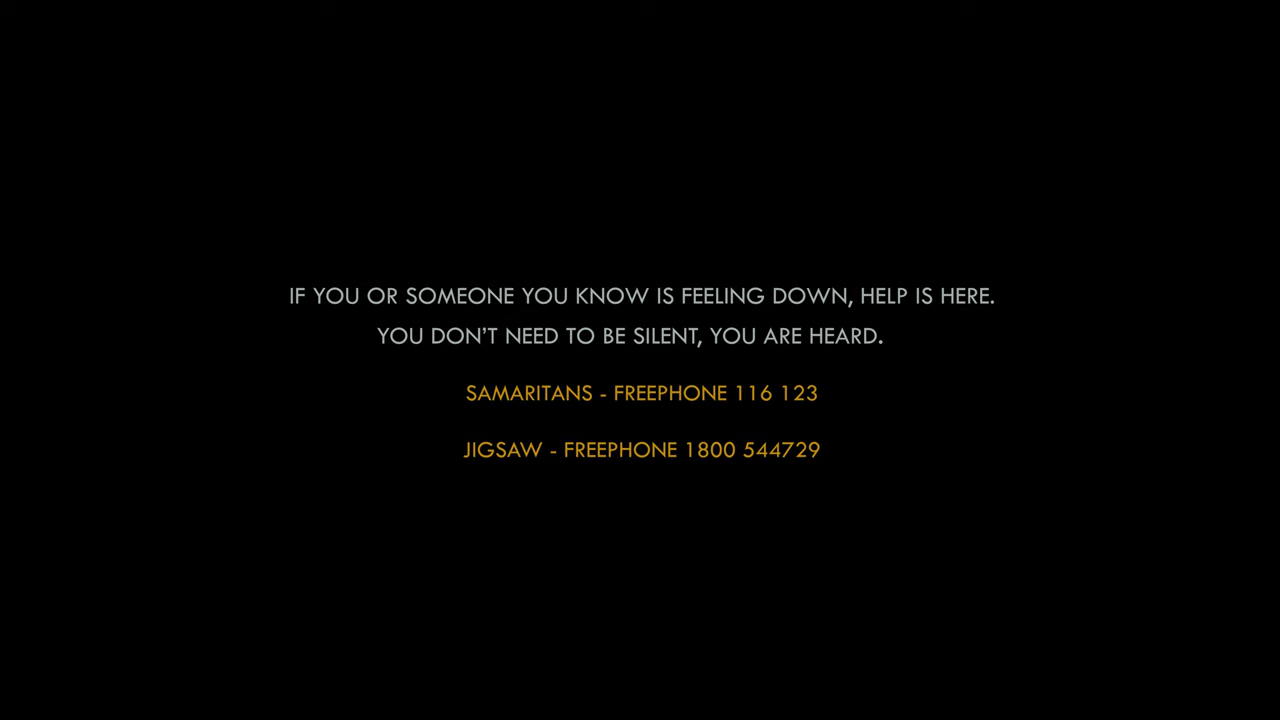 IF YOU OR SOMEONE YOU KNOW IS FEELING DOWN, HELP IS HERE.
YOU DON’T NEED TO BE SILENT, YOU ARE HEARD.
SAMARITANS - FREEPHONE 116 123
JIGSAW - FREEPHONE 1800 544729